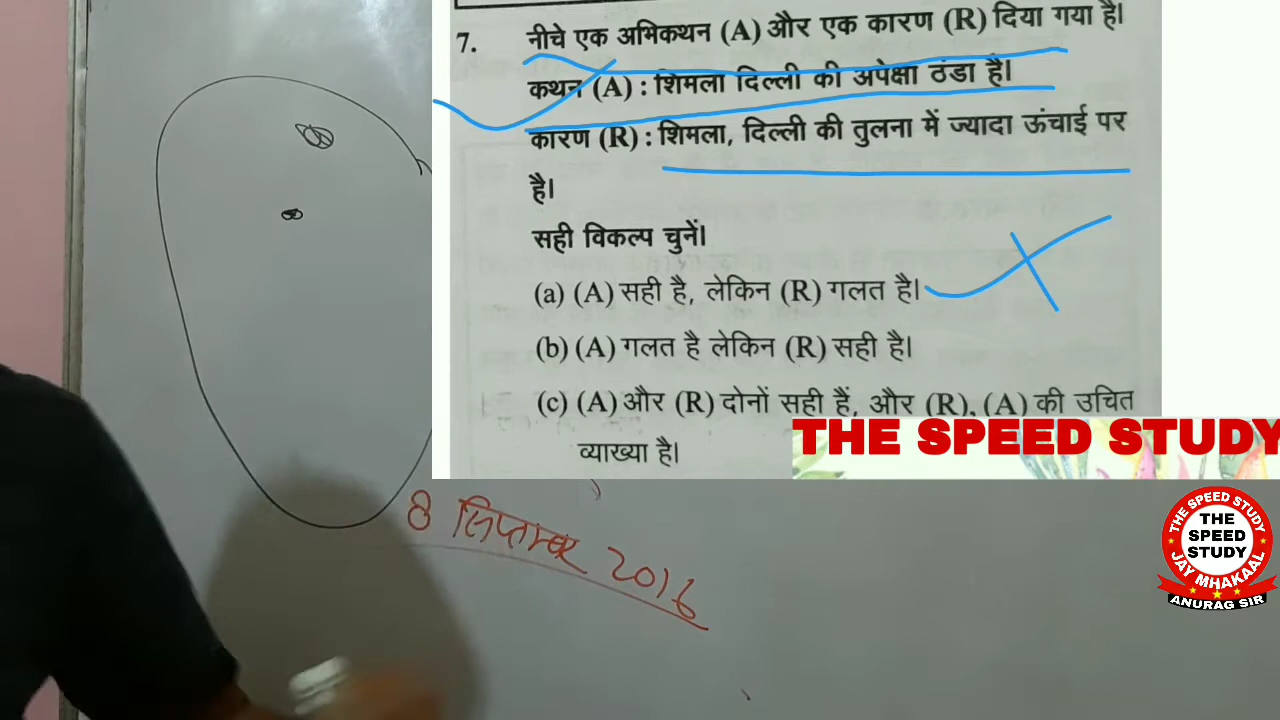 7. नीचे एक अभिकथन (A) और एक कारण (R) दिया गया है।
कथन (A) : शिमला दिल्ली की अपेक्षा ठंडा है।
कारण (R) : शिमला, दिल्ली की तुलना में ज्यादा ऊंचाई पर
है।
सही विकल्प चुनें।
(a) (A) सही है, लेकिन (R) गलत है।
(b) (A) गलत है लेकिन (R) सही है।
(c) (A) और (R) दोनों सही हैं, और (R), (A) की उचित
व्याख्या है।
THE SPEED STUDY
8 सितम्बर 2016
THE SPEED STUDY
THE
SPEED
STUDY
JAY MHAKAAL
ANURAG SIR